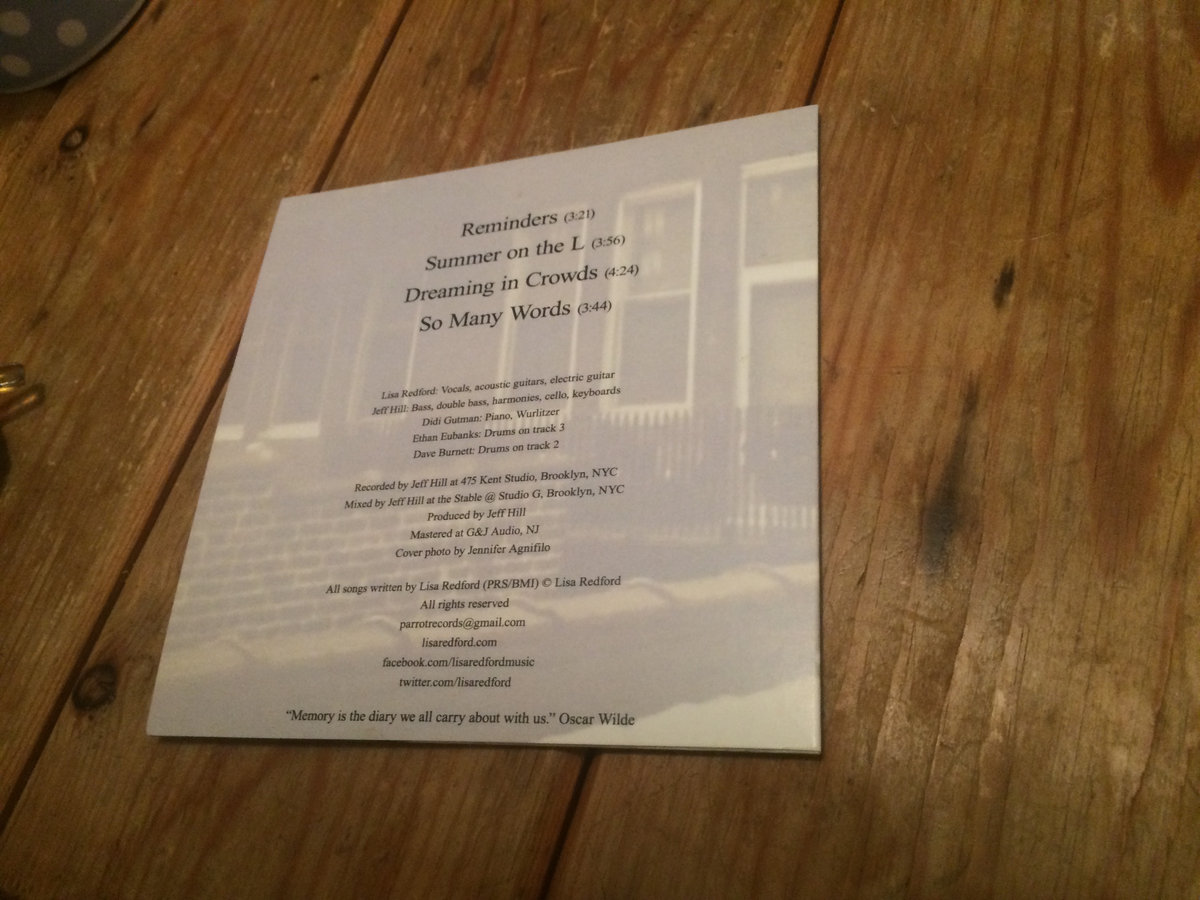 Reminders (3:21)
Summer on the L (3:56)
Dreaming in Crowds (4:24)
So Many Words (3:44)
Lisa Redford: Vocals, acoustic guitars, electric guitar
Jeff Hill: Bass, double bass, harmonies, cello, keyboards
Didi Gutman: Piano, Wurlitzer
Ethan Eubanks: Drums on track 3
Dave Burnett: Drums on track 2
Recorded by Jeff Hill at 475 Kent Studio, Brooklyn, NYC
Mixed by Jeff Hill at the Stable @ Studio G, Brooklyn, NYC
Produced by Jeff Hill
Mastered at G&J Audio, NJ
Cover photo by Jennifer Agnifilo
All songs written by Lisa Redford (PRS/BMI) © Lisa Redford
All rights reserved
parrotrecords@gmail.com
lisaredford.com
facebook.com/lisaredfordmusic
twitter.com/lisaredford
“Memory is the diary we all carry about with us.” Oscar Wilde